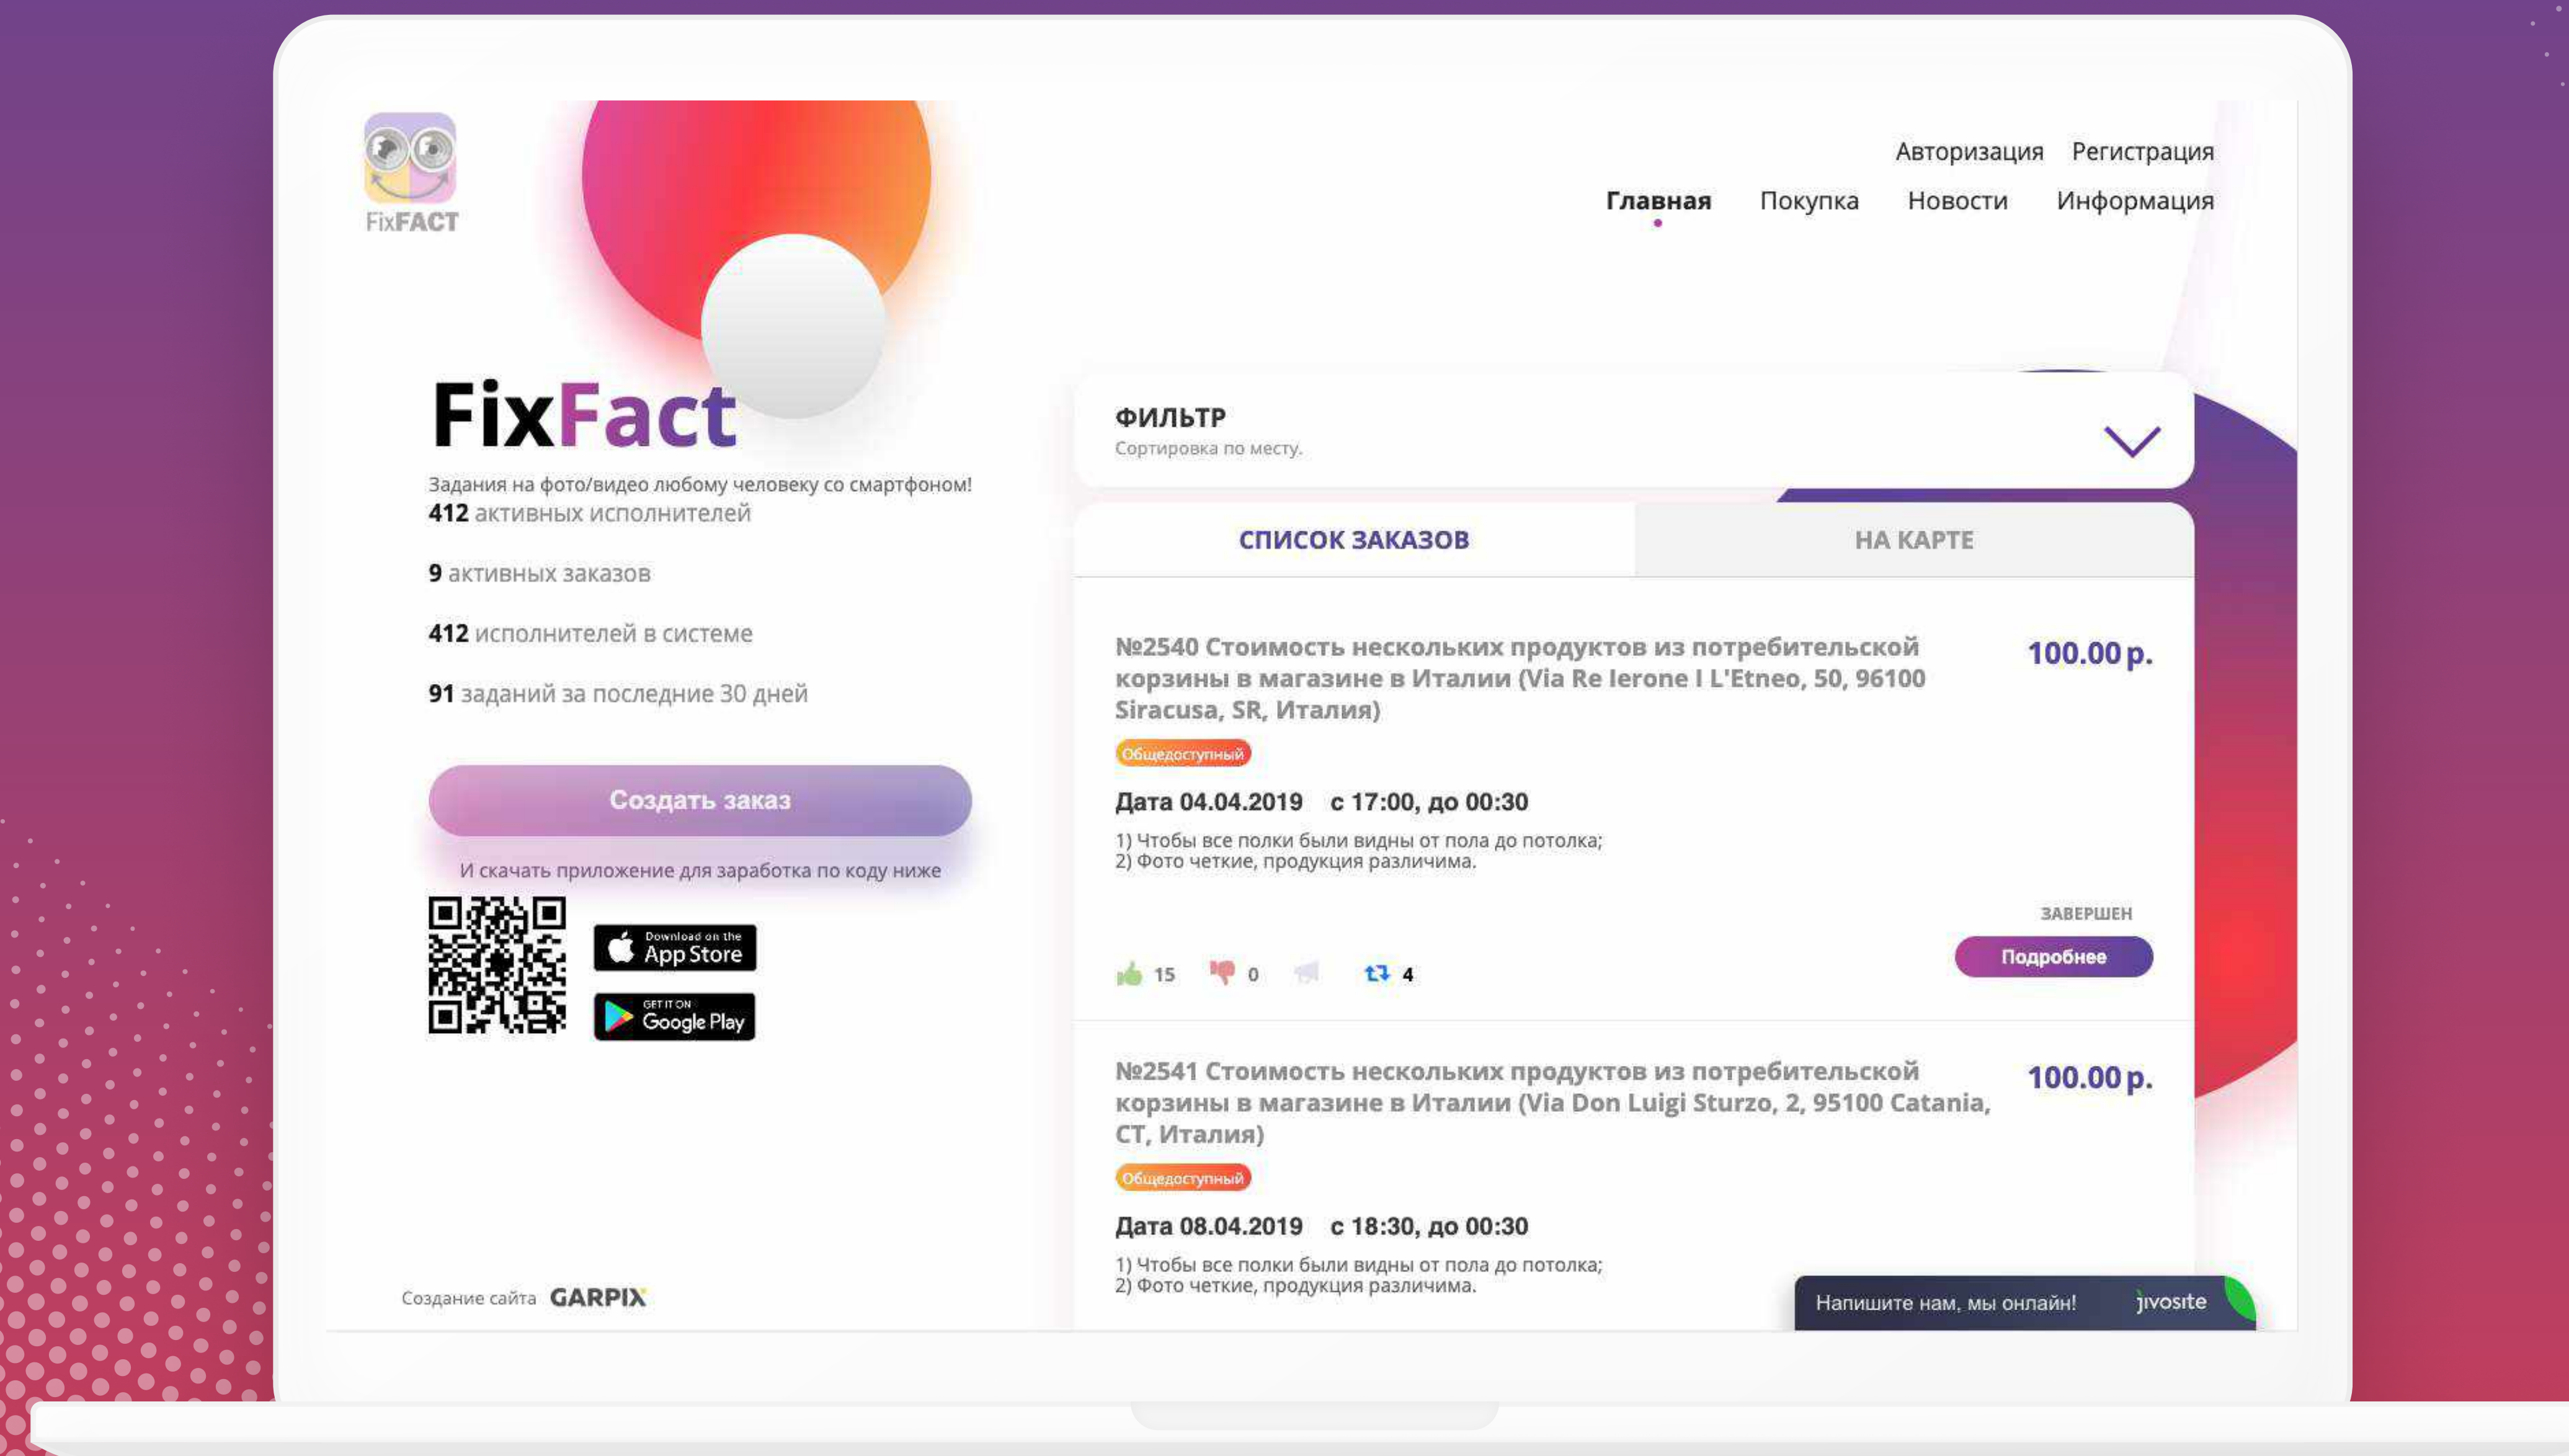 FixFACT
Авторизация Регистрация
Главная Покупка Новости Информация
FixFact
Задания на фото/видео любому человеку со смартфоном!
412 активных исполнителей
9 активных заказов
412 исполнителей в системе
91 заданий за последние 30 дней
Создать заказ
И скачать приложение для заработка по коду ниже
Download on the
App Store
GET IT ON
Google Play
Создание сайта GARPIX
ФИЛЬТР
Сортировка по месту.
СПИСОК ЗАКАЗОВ НА КАРТЕ
№2540 Стоимость нескольких продуктов из потребительской
корзины в магазине в Италии (Via Re Ierone I L'Etneo, 50, 96100
Siracusa, SR, Италия)
100.00 р.
Общедоступный
Дата 04.04.2019 с 17:00, до 00:30
1) Чтобы все полки были видны от пола до потолка;
2) Фото четкие, продукция различима.
ЗАВЕРШЕН
Подробнее
15 0 4
№2541 Стоимость нескольких продуктов из потребительской
корзины в магазине в Италии (Via Don Luigi Sturzo, 2, 95100 Catania,
CT, Италия)
100.00 р.
Общедоступный
Дата 08.04.2019 с 18:30, до 00:30
1) Чтобы все полки были видны от пола до потолка;
2) Фото четкие, продукция различима.
Напишите нам, мы онлайн! jivosite